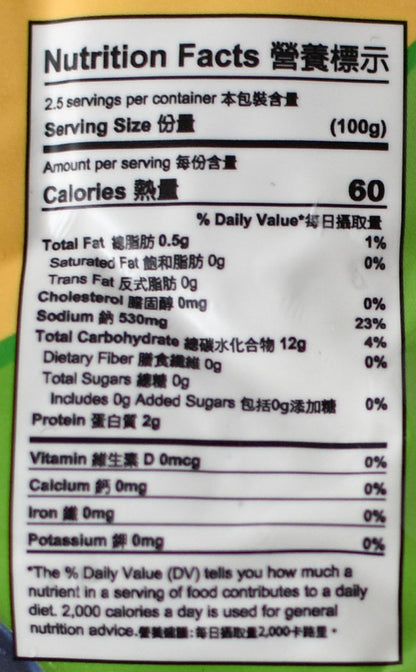 Nutrition Facts 營養標示
2.5 servings per container 本包裝含量
Serving Size 份量 (100g)
Amount per serving 每份含量
Calories 熱量 60
% Daily Value*每日攝取量
Total Fat 總脂肪 0.5g 1%
Saturated Fat 飽和脂肪 0g 0%
Trans Fat 反式脂肪 0g
Cholesterol 膽固醇 0mg 0%
Sodium 鈉 530mg 23%
Total Carbohydrate 總碳水化合物 12g 4%
Dietary Fiber 膳食纖維 0g 0%
Total Sugars 總糖 0g
Includes 0g Added Sugars 包括0g添加糖 0%
Protein 蛋白質 2g
Vitamin 維生素 D 0mcg 0%
Calcium 鈣 0mg 0%
Iron 鐵 0mg 0%
Potassium 鉀 0mg 0%
*The % Daily Value (DV) tells you how much a
nutrient in a serving of food contributes to a daily
diet. 2,000 calories a day is used for general
nutrition advice.營養總額:每日攝取量2,000卡路里。